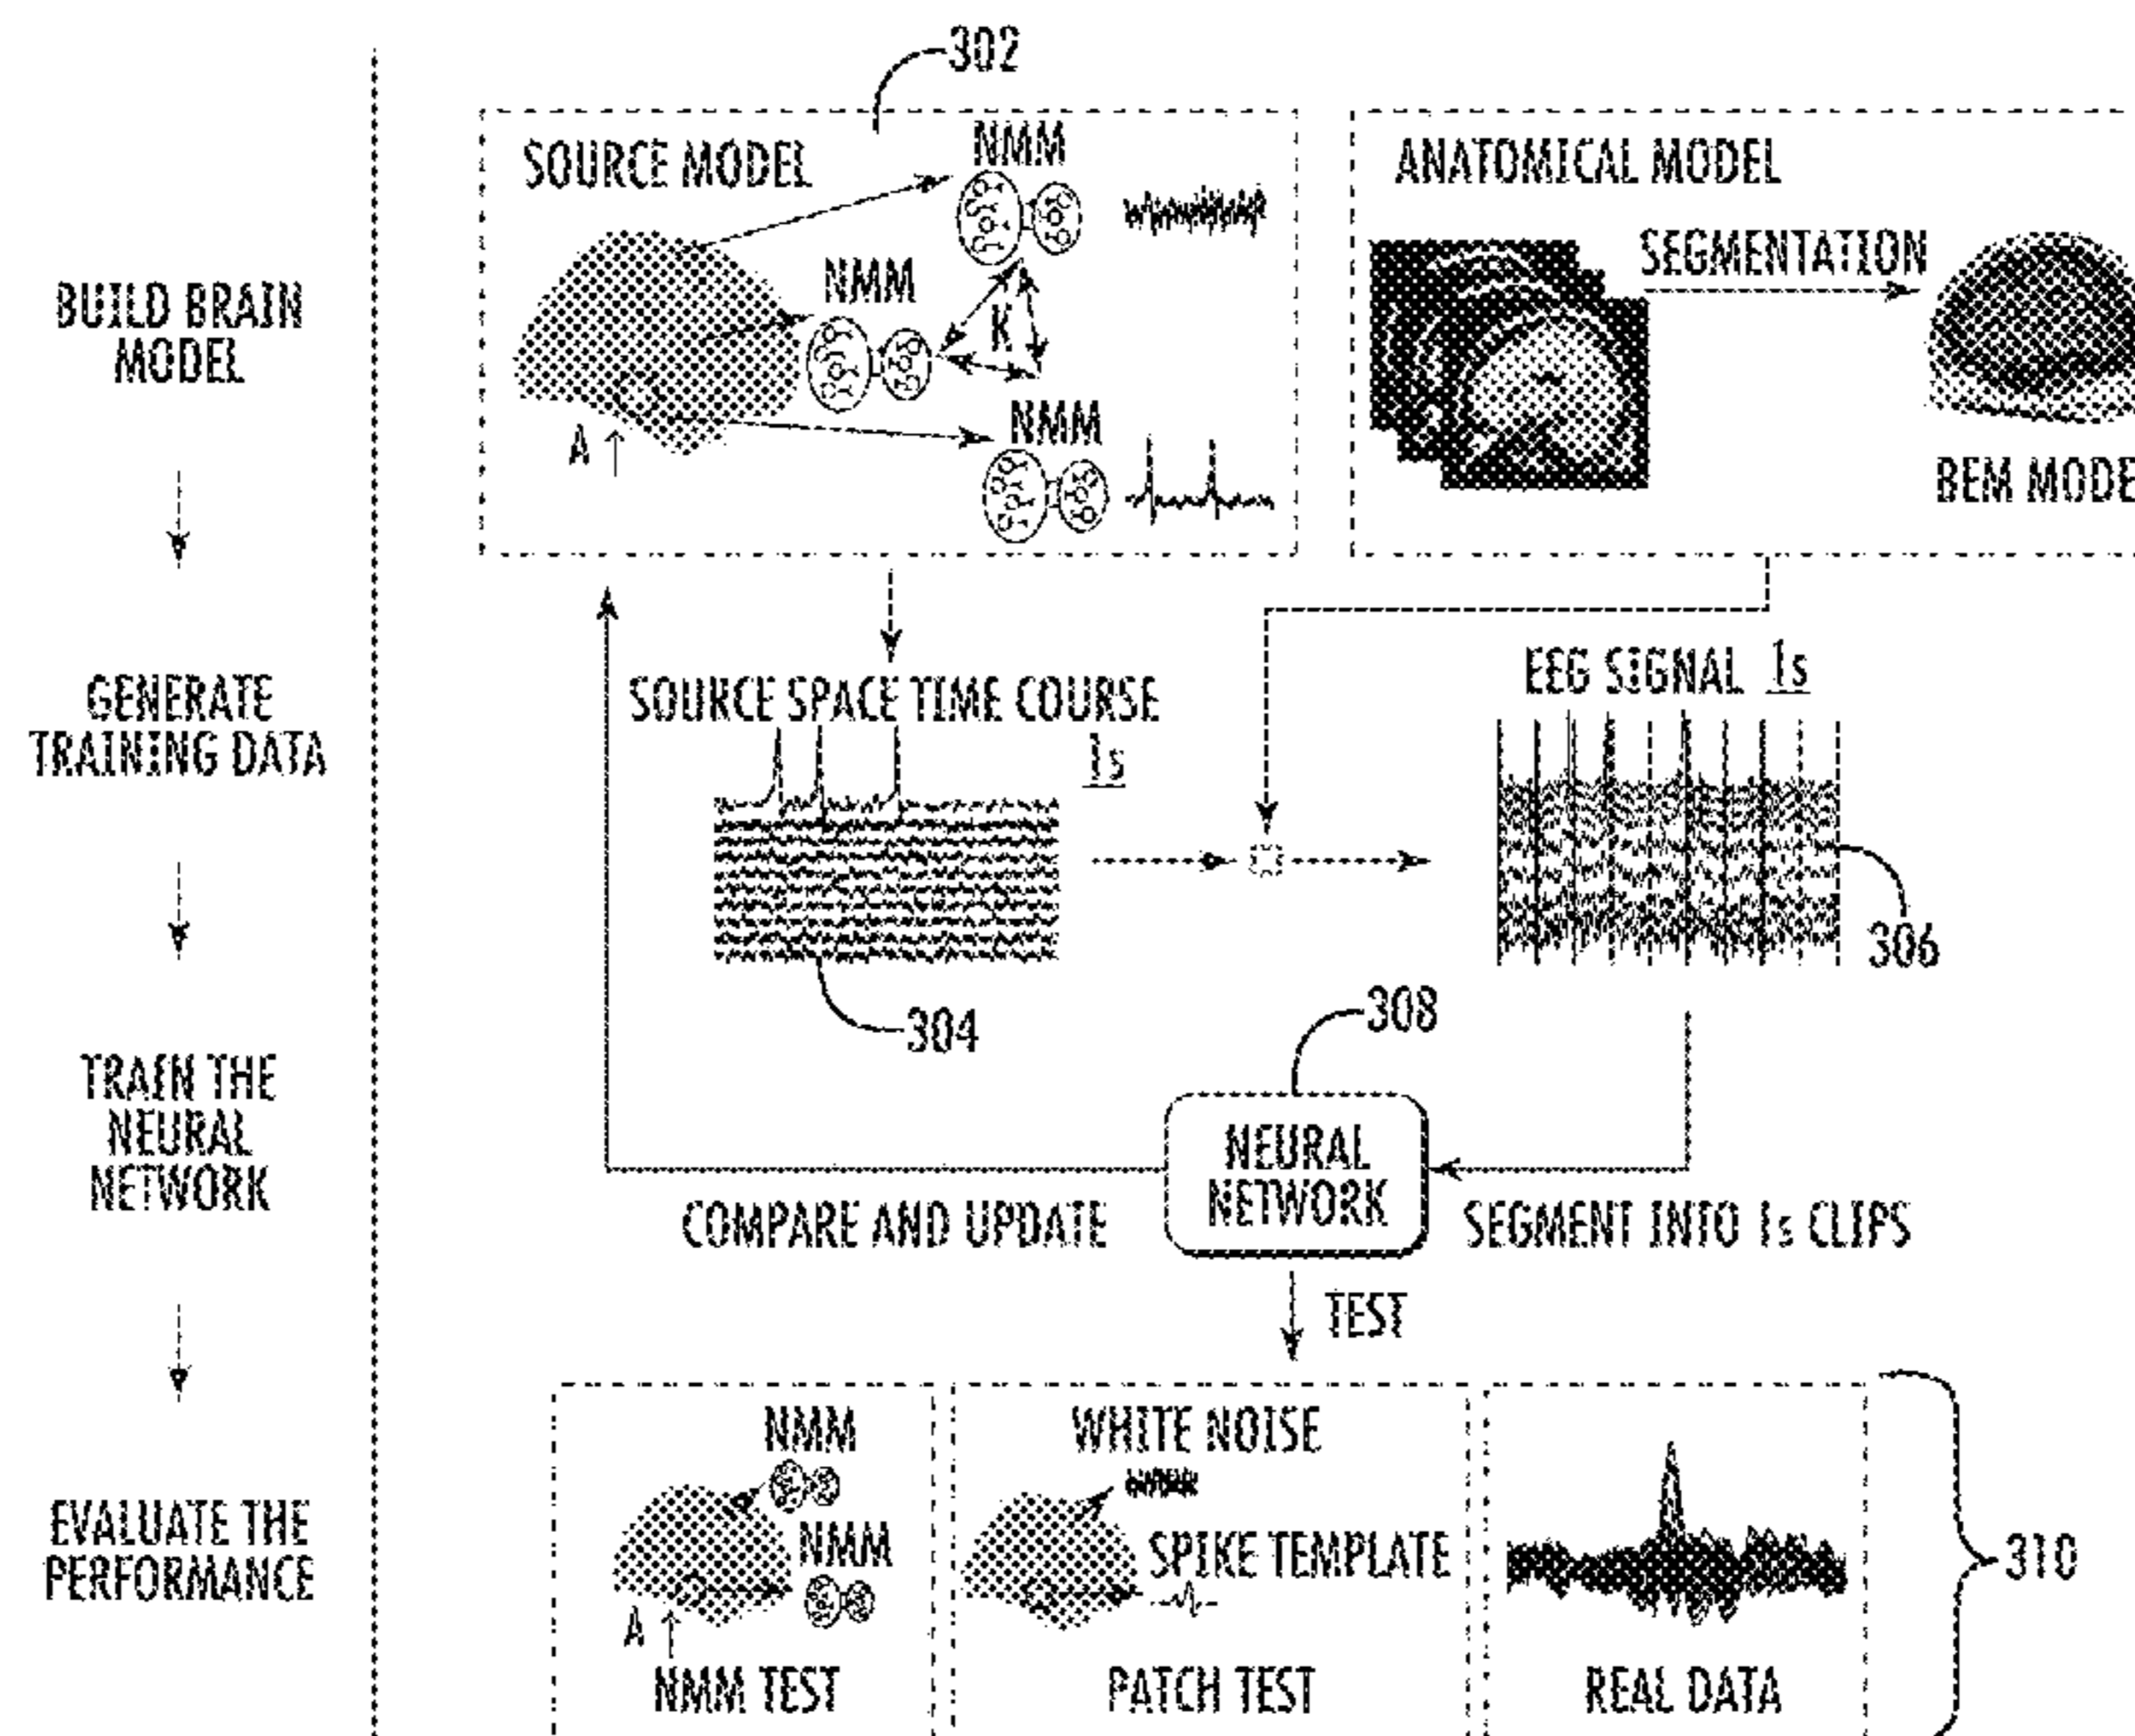 302
SOURCE MODEL
NMM
NMM
K
NMM
A ↑
ANATOMICAL MODEL
SEGMENTATION
BEM MODE
BUILD BRAIN
MODEL
GENERATE
TRAINING DATA
SOURCE SPACE TIME COURSE
1s
304
EEG SIGNAL 1s
306
TRAIN THE
NEURAL
NETWORK
308
NEURAL
NETWORK
COMPARE AND UPDATE
SEGMENT INTO 1s CLIPS
TEST
EVALUATE THE
PERFORMANCE
NMM
NMM
A ↑
NMM TEST
WHITE NOISE
SPIKE TEMPLATE
PATCH TEST
REAL DATA
310